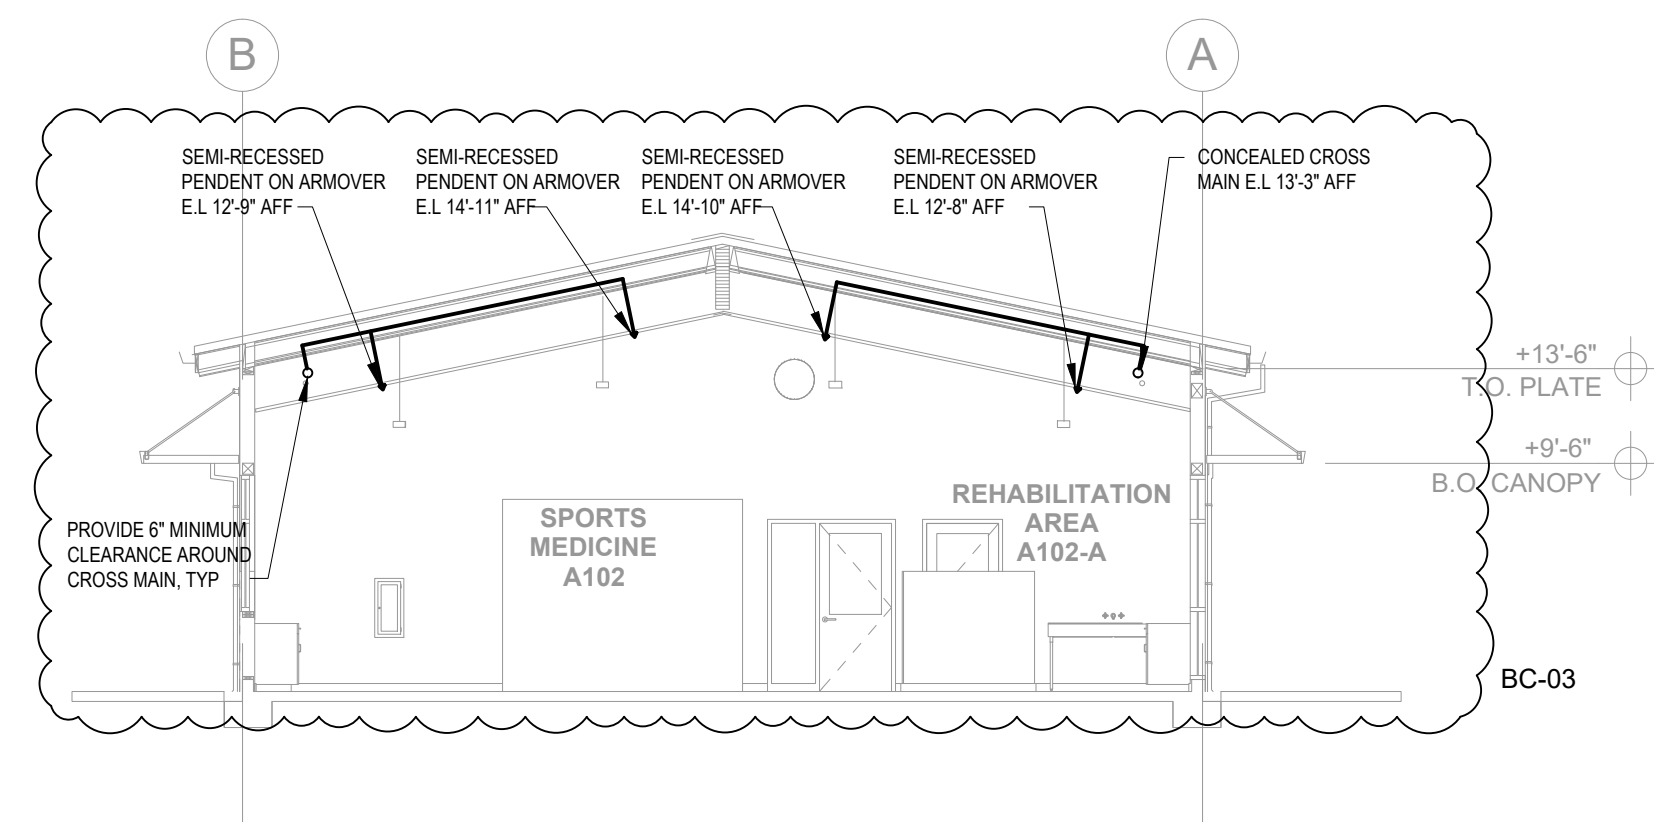 B
A
SEMI-RECESSED
PENDENT ON ARMOVER
E.L 12'-9" AFF
SEMI-RECESSED
PENDENT ON ARMOVER
E.L 14'-11" AFF
SEMI-RECESSED
PENDENT ON ARMOVER
E.L 14'-10" AFF
SEMI-RECESSED
PENDENT ON ARMOVER
E.L 12'-8" AFF
CONCEALED CROSS
MAIN E.L 13'-3" AFF
+13'-6"
T.O. PLATE
+9'-6"
B.O. CANOPY
PROVIDE 6" MINIMUM
CLEARANCE AROUND
CROSS MAIN, TYP
SPORTS
MEDICINE
A102
REHABILITATION
AREA
A102-A
BC-03